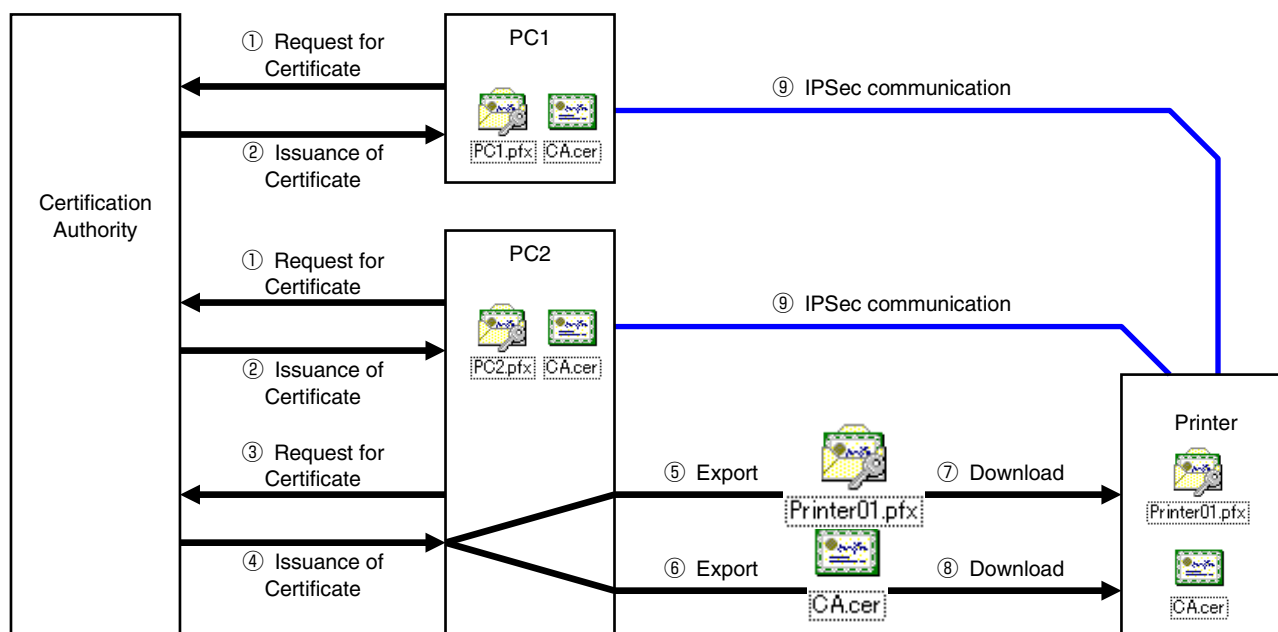 ① Request for
Certificate
PC1
⑨ IPSec communication
PC1.pfx
CA.cer
② Issuance of
Certificate
Certification
Authority
PC2
① Request for
Certificate
⑨ IPSec communication
PC2.pfx
CA.cer
② Issuance of
Certificate
Printer
③ Request for
Certificate
⑤ Export
⑦ Download
Printer01.pfx
Printer01.pfx
④ Issuance of
Certificate
⑥ Export
⑧ Download
CA.cer
CA.cer